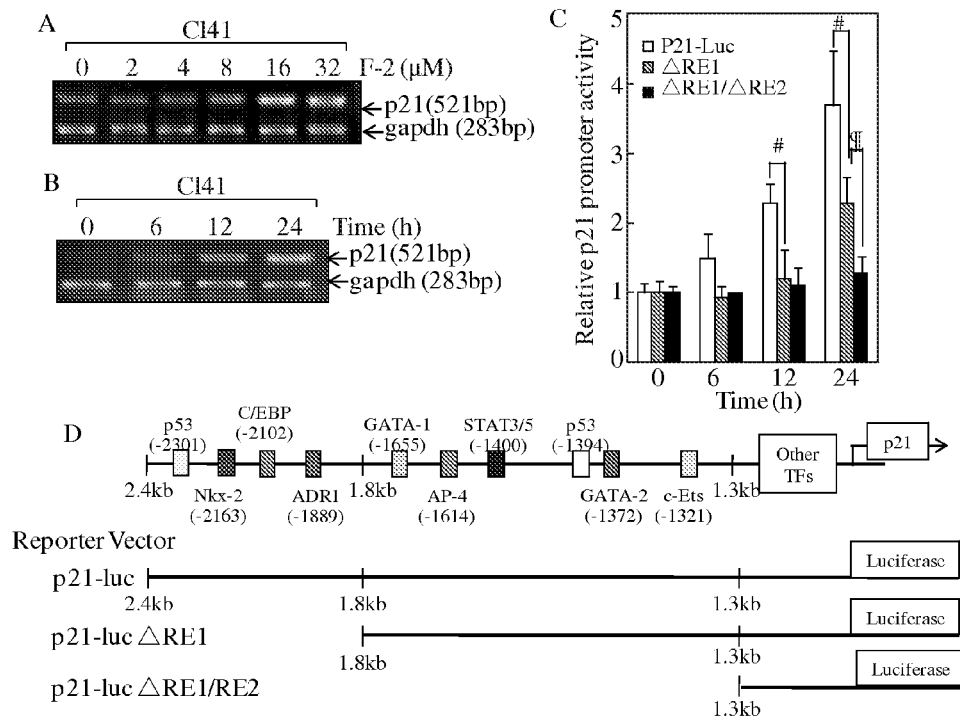 A
Cl41
0 2 4 8 16 32 F-2 (μM)
p21(521bp)
gapdh (283bp)
B
Cl41
0 6 12 24 Time (h)
p21(521bp)
gapdh (283bp)
C
Relative p21 promoter activity
5
4
3
2
1
0
P21-Luc
△RE1
△RE1/△RE2
#
#
¶
0 6 12 24
Time (h)
D
p53
(-2301)
C/EBP
(-2102)
GATA-1
(-1655)
STAT3/5
(-1400)
p53
(-1394)
Other
TFs
p21
2.4kb
1.8kb
1.3kb
Nkx-2
(-2163)
ADR1
(-1889)
AP-4
(-1614)
GATA-2
(-1372)
c-Ets
(-1321)
Reporter Vector
p21-luc
2.4kb
1.8kb
1.3kb
Luciferase
p21-luc △RE1
1.8kb
1.3kb
Luciferase
p21-luc △RE1/RE2
1.3kb
Luciferase